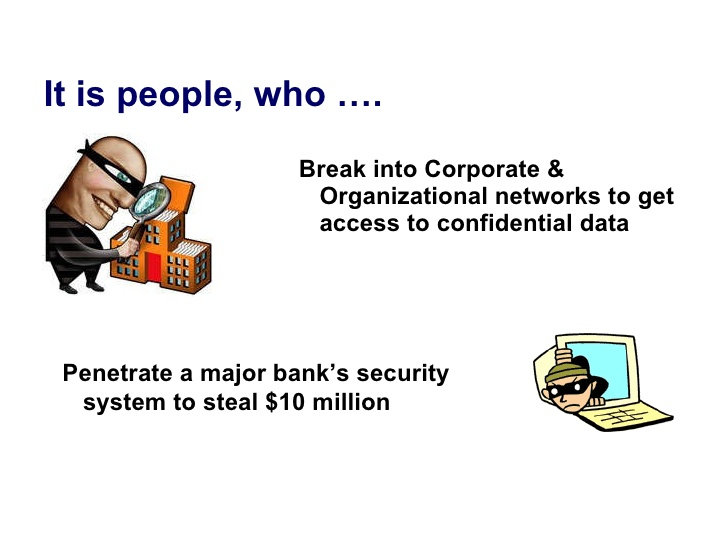 It is people, who ….
Break into Corporate &
Organizational networks to get
access to confidential data
Penetrate a major bank’s security
system to steal $10 million